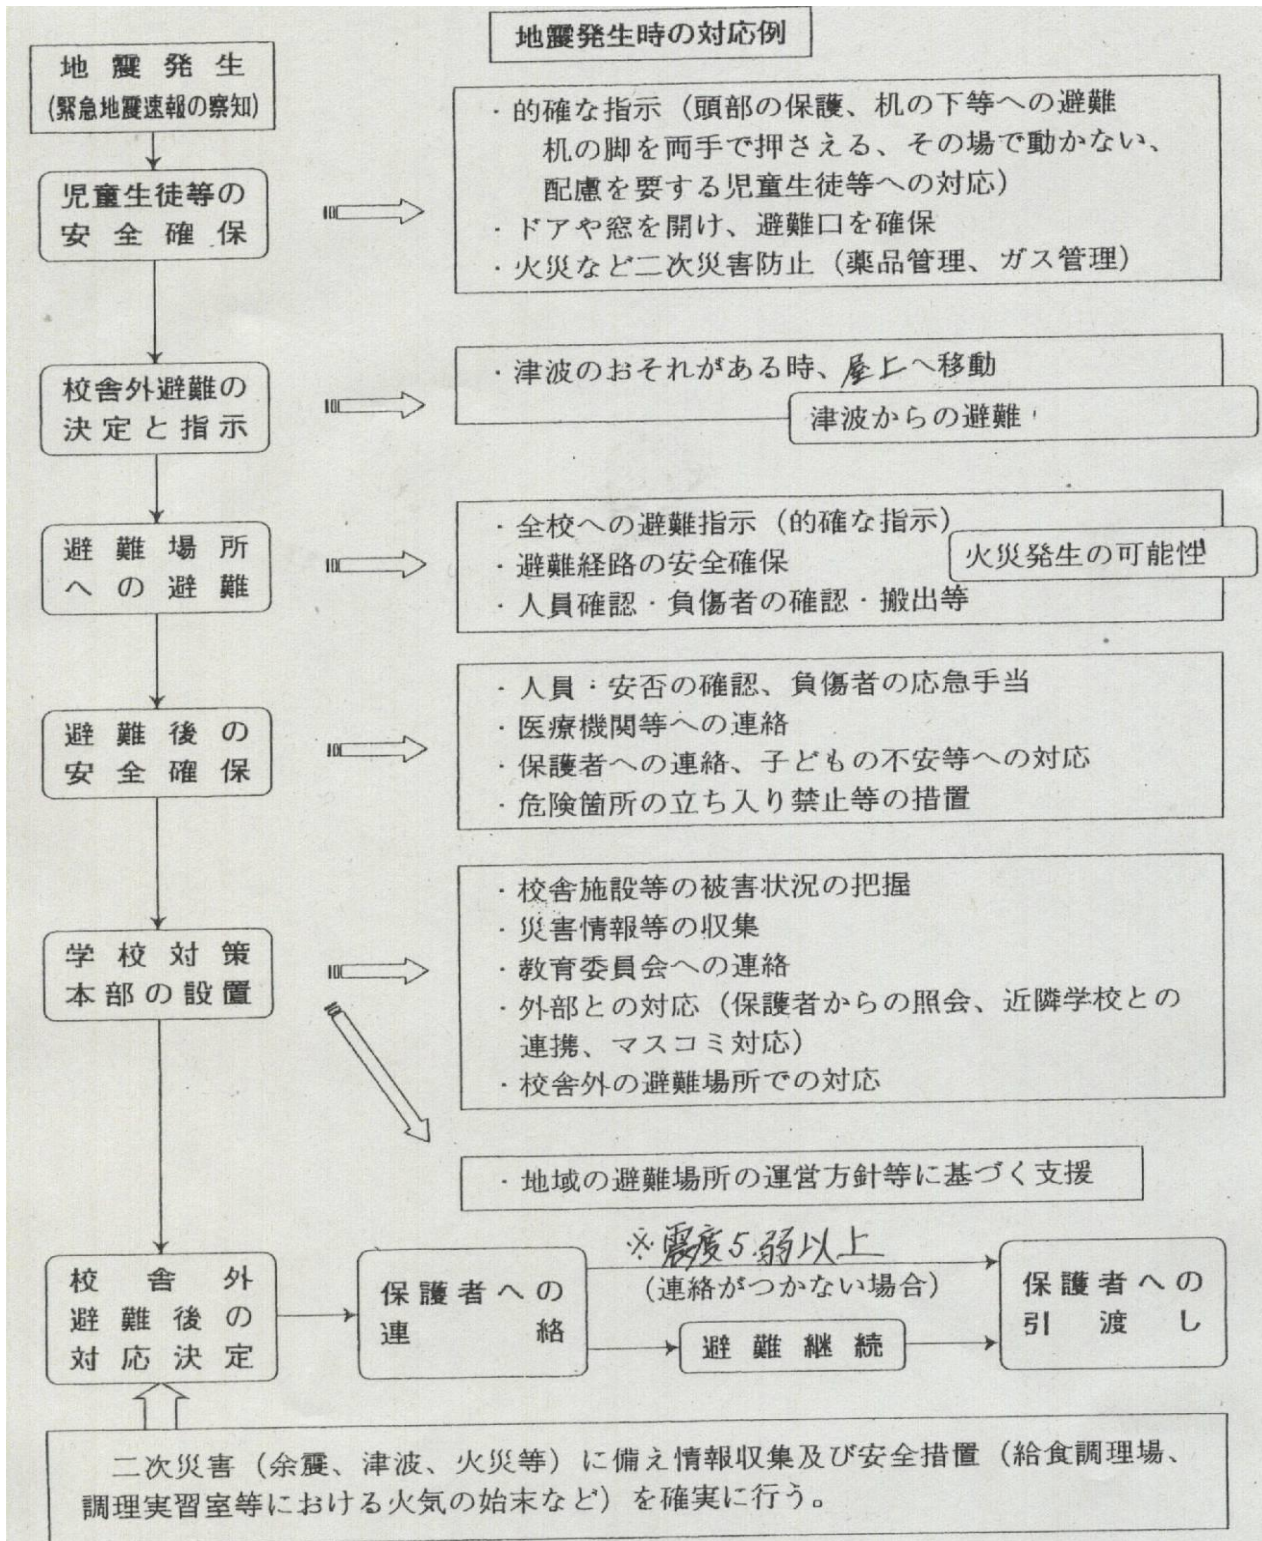 地震発生時の対応例
地震発生
(緊急地震速報の察知)
児童生徒等の
安全確保
・的確な指示（頭部の保護、机の下等への避難
机の脚を両手で押さえる、その場で動かない、
配慮を要する児童生徒等への対応）
・ドアや窓を開け、避難口を確保
・火災など二次災害防止（薬品管理、ガス管理）
校舎外避難の
決定と指示
・津波のおそれがある時、屋上へ移動
津波からの避難
避難場所
への避難
・全校への避難指示（的確な指示）
・避難経路の安全確保
・人員確認・負傷者の確認・搬出等
火災発生の可能性
避難後の
安全確保
・人員・安否の確認、負傷者の応急手当
・医療機関等への連絡
・保護者への連絡、子どもの不安等への対応
・危険箇所の立ち入り禁止等の措置
学校対策
本部の設置
・校舎施設等の被害状況の把握
・災害情報等の収集
・教育委員会への連絡
・外部との対応（保護者からの照会、近隣学校との
連携、マスコミ対応）
・校舎外の避難場所での対応
・地域の避難場所の運営方針等に基づく支援
校舎外
避難後の
対応決定
保護者への
連絡
※震度5弱以上
(連絡がつかない場合)
避難継続
保護者への
引渡し
二次災害（余震、津波、火災等）に備え情報収集及び安全措置（給食調理場、
調理実習室等における火気の始末など）を確実に行う。